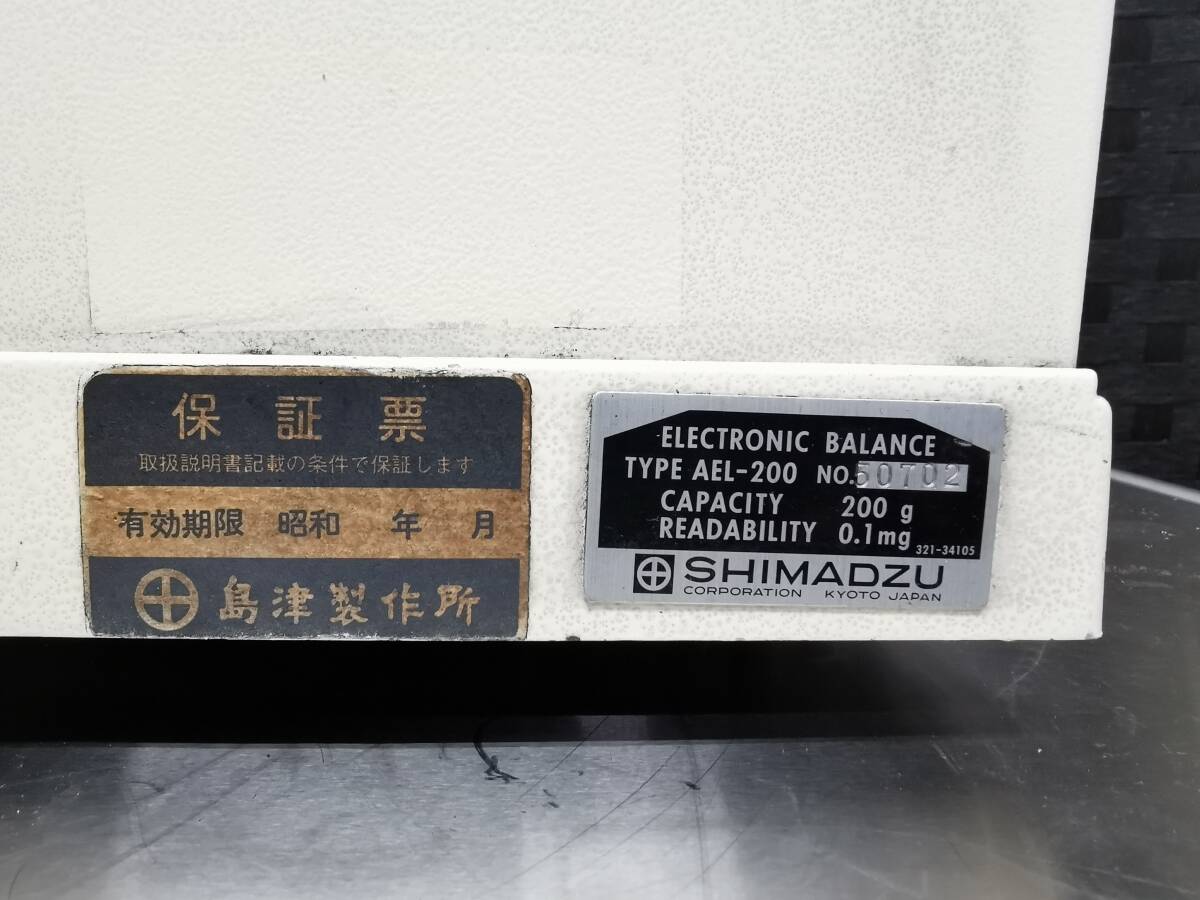 保証票
取扱説明書記載の条件で保証します
有効期限 昭和 年 月
島津製作所
ELECTRONIC BALANCE
TYPE AEL-200 NO.50702
CAPACITY 200 g
READABILITY 0.1mg
321-34105
SHIMADZU
CORPORATION KYOTO JAPAN